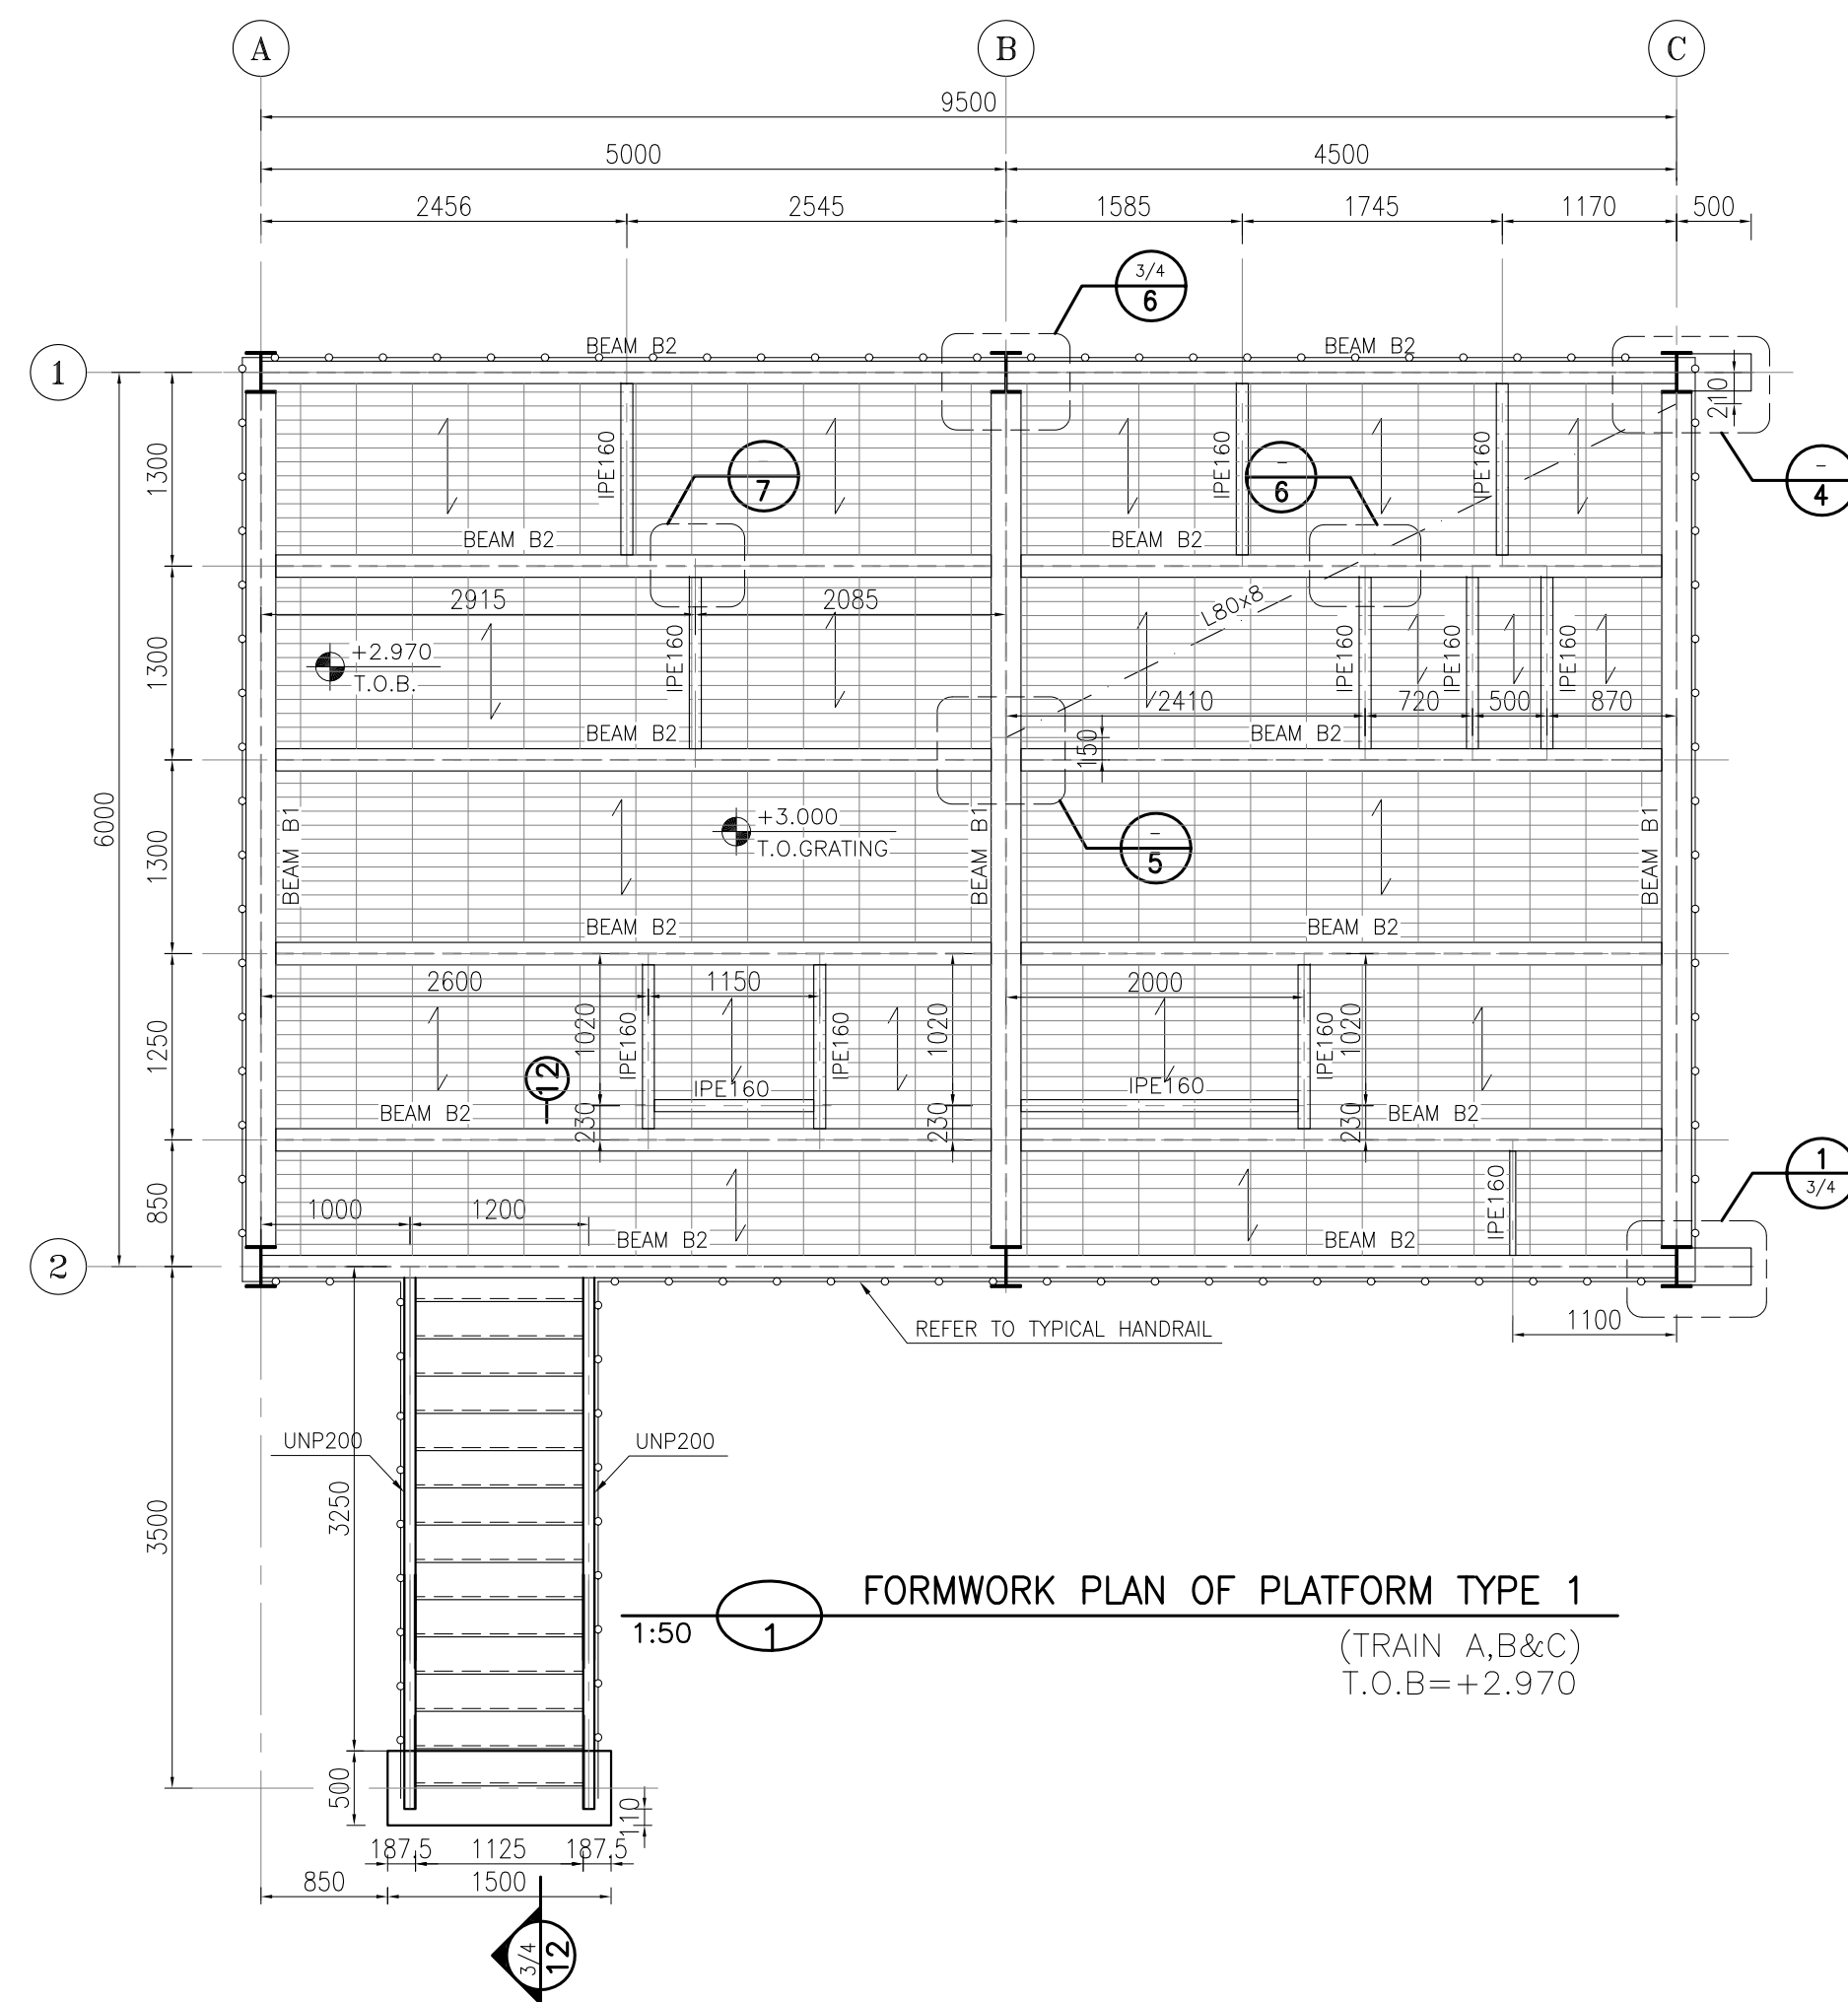 A
B
C
9500
5000
4500
2456
2545
1585
1745
1170
500
3/4
6
BEAM B2
BEAM B2
1
210
1300
IPE160
IPE160
IPE160
-
7
-
6
-
4
BEAM B2
BEAM B2
2915
2085
L80x8
1300
+2.970
T.O.B.
IPE160
IPE160
IPE160
IPE160
2410
720
500
870
BEAM B2
BEAM B2
150
6000
1300
BEAM B1
+3.000
T.O.GRATING
BEAM B1
BEAM B1
-
5
BEAM B2
BEAM B2
2600
1150
2000
1250
1020
IPE160
IPE160
1020
IPE160
1020
12
IPE160
IPE160
BEAM B2
230
230
230
BEAM B2
850
1000
1200
IPE160
1
3/4
BEAM B2
BEAM B2
2
REFER TO TYPICAL HANDRAIL
1100
UNP200
UNP200
3500
3250
FORMWORK PLAN OF PLATFORM TYPE 1
1:50
1
(TRAIN A,B&C)
T.O.B=+2.970
500
110
187.5
1125
187.5
850
1500
3/4
12